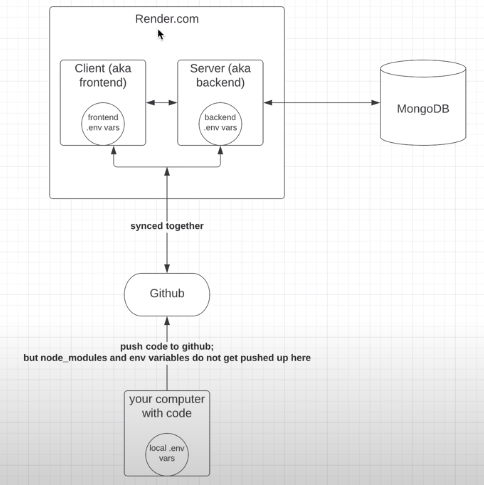 Render.com
Client (aka
frontend)
Server (aka
backend)
frontend
.env vars
backend
.env vars
MongoDB
synced together
Github
push code to github;
but node_modules and env variables do not get pushed up here
your computer
with code
local .env
vars